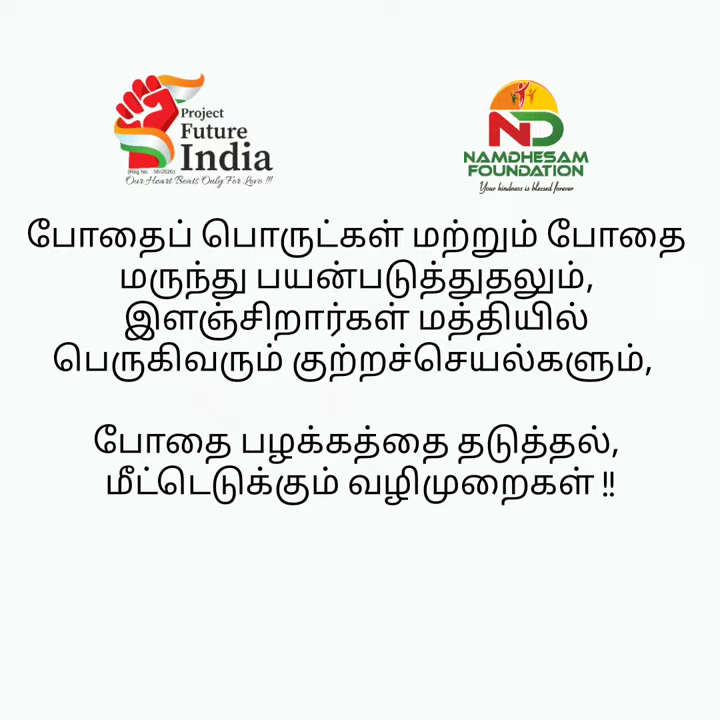 Project
Future
India
(Reg No. : 56/2020)
Our Heart Beats Only For Love !!!
ND
NAMDHESAM
FOUNDATION
Your kindness is blessed forever
போதைப் பொருட்கள் மற்றும் போதை
மருந்து பயன்படுத்துதலும்,
இளஞ்சிறார்கள் மத்தியில்
பெருகிவரும் குற்றச்செயல்களும்,
போதை பழக்கத்தை தடுத்தல்,
மீட்டெடுக்கும் வழிமுறைகள் !!